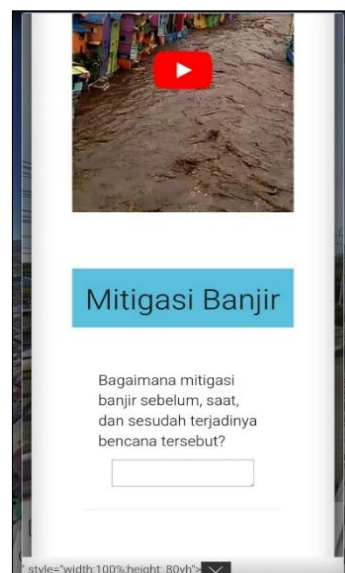 Mitigasi Banjir
Bagaimana mitigasi
banjir sebelum, saat,
dan sesudah terjadinya
bencana tersebut?
" style="width:100%;height: 80vh">